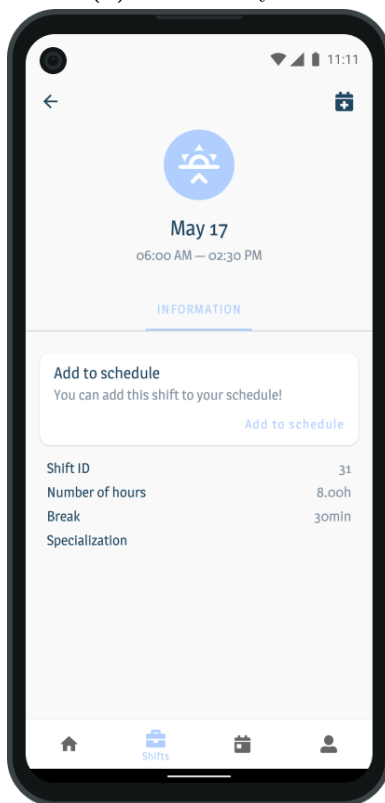 11:11
May 17
06:00 AM — 02:30 PM
INFORMATION
Add to schedule
You can add this shift to your schedule!
Add to schedule
Shift ID 31
Number of hours 8.00h
Break 30min
Specialization
Shifts